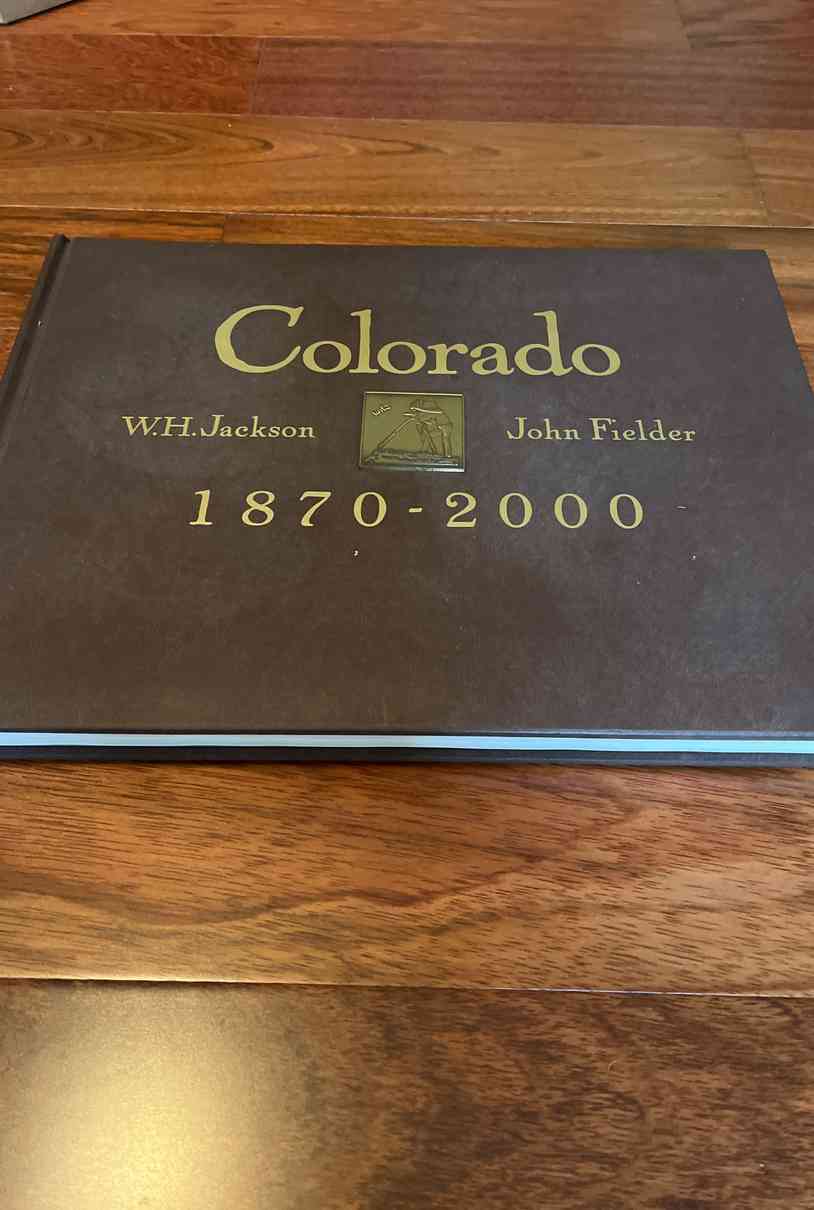 Colorado
W.H. Jackson John Fielder
1870-2000